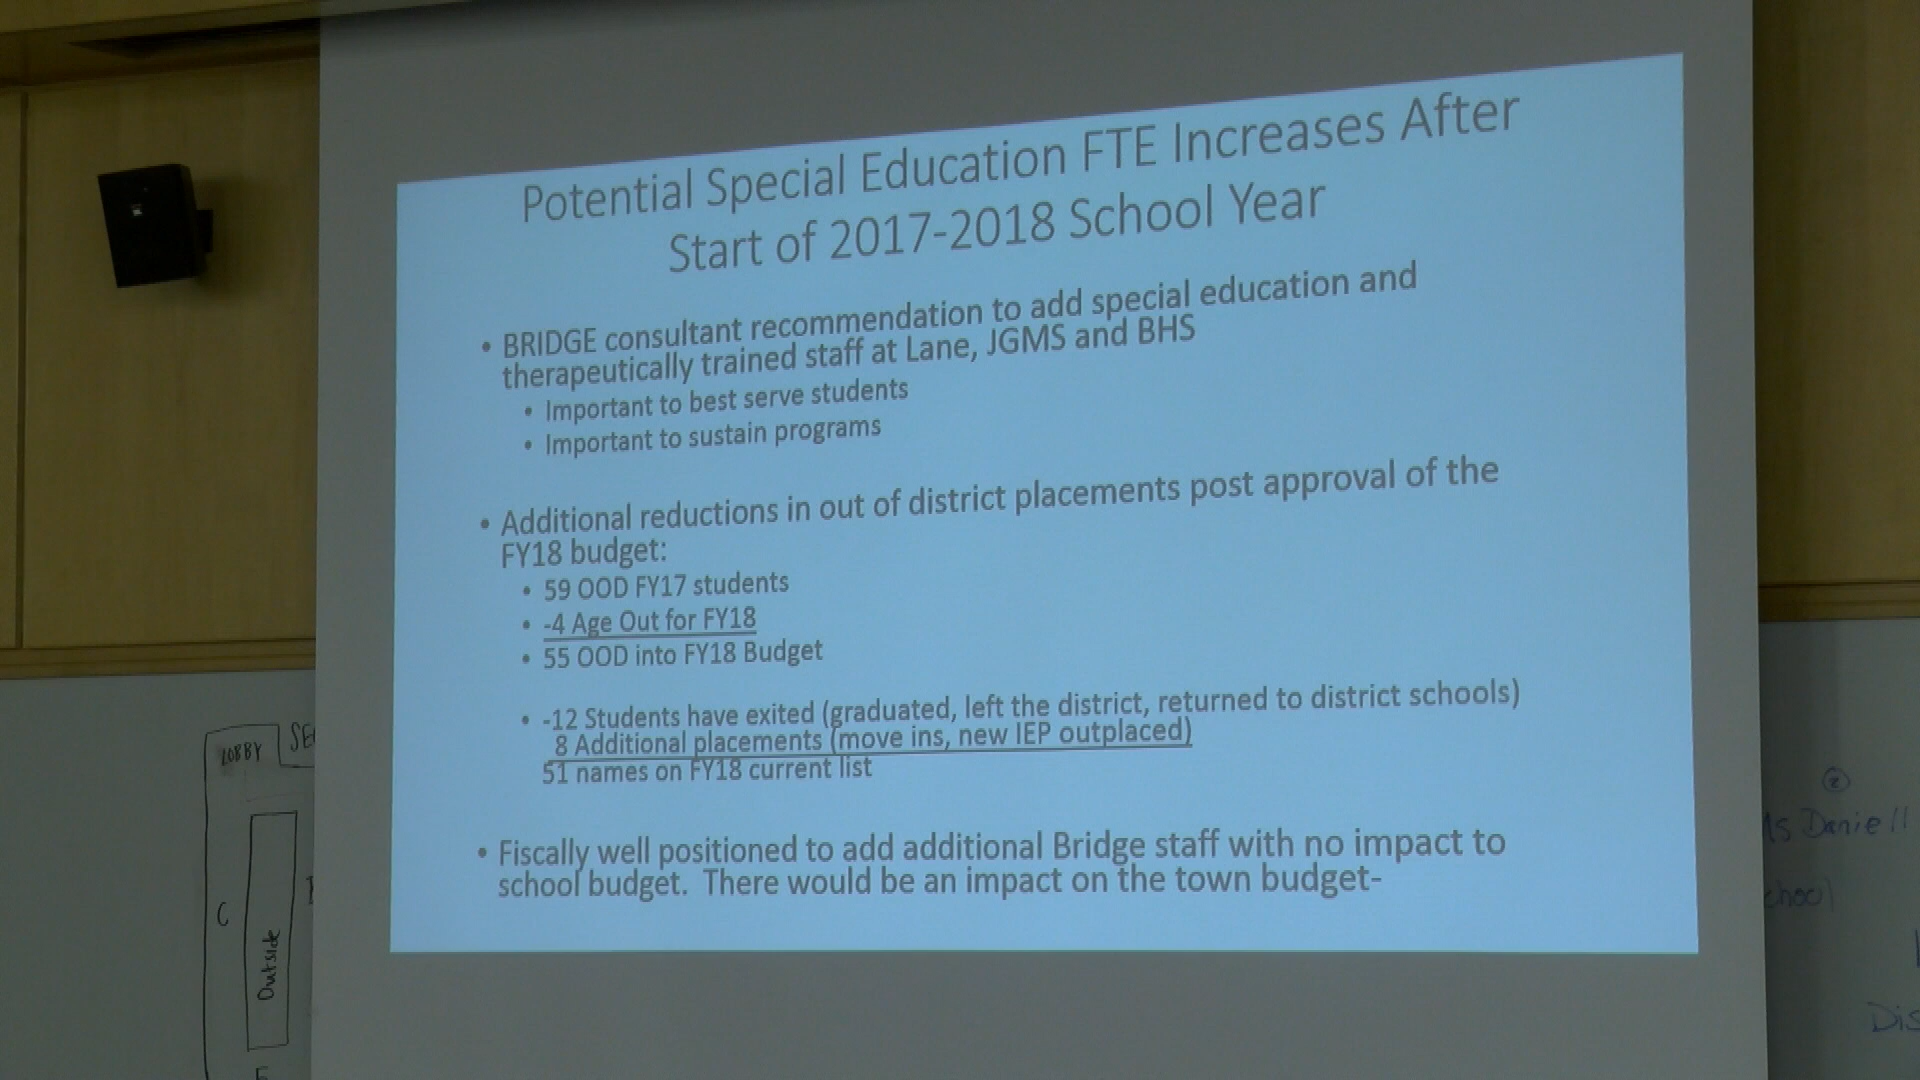 Potential Special Education FTE Increases After
Start of 2017-2018 School Year
• BRIDGE consultant recommendation to add special education and
therapeutically trained staff at Lane, JGMS and BHS
• Important to best serve students
• Important to sustain programs
• Additional reductions in out of district placements post approval of the
FY18 budget:
• 59 OOD FY17 students
• -4 Age Out for FY18
• 55 OOD into FY18 Budget
• -12 Students have exited (graduated, left the district, returned to district schools)
8 Additional placements (move ins, new IEP outplaced)
51 names on FY18 current list
• Fiscally well positioned to add additional Bridge staff with no impact to
school budget. There would be an impact on the town budget-
LOBBY
C
Outside
2
Daniell